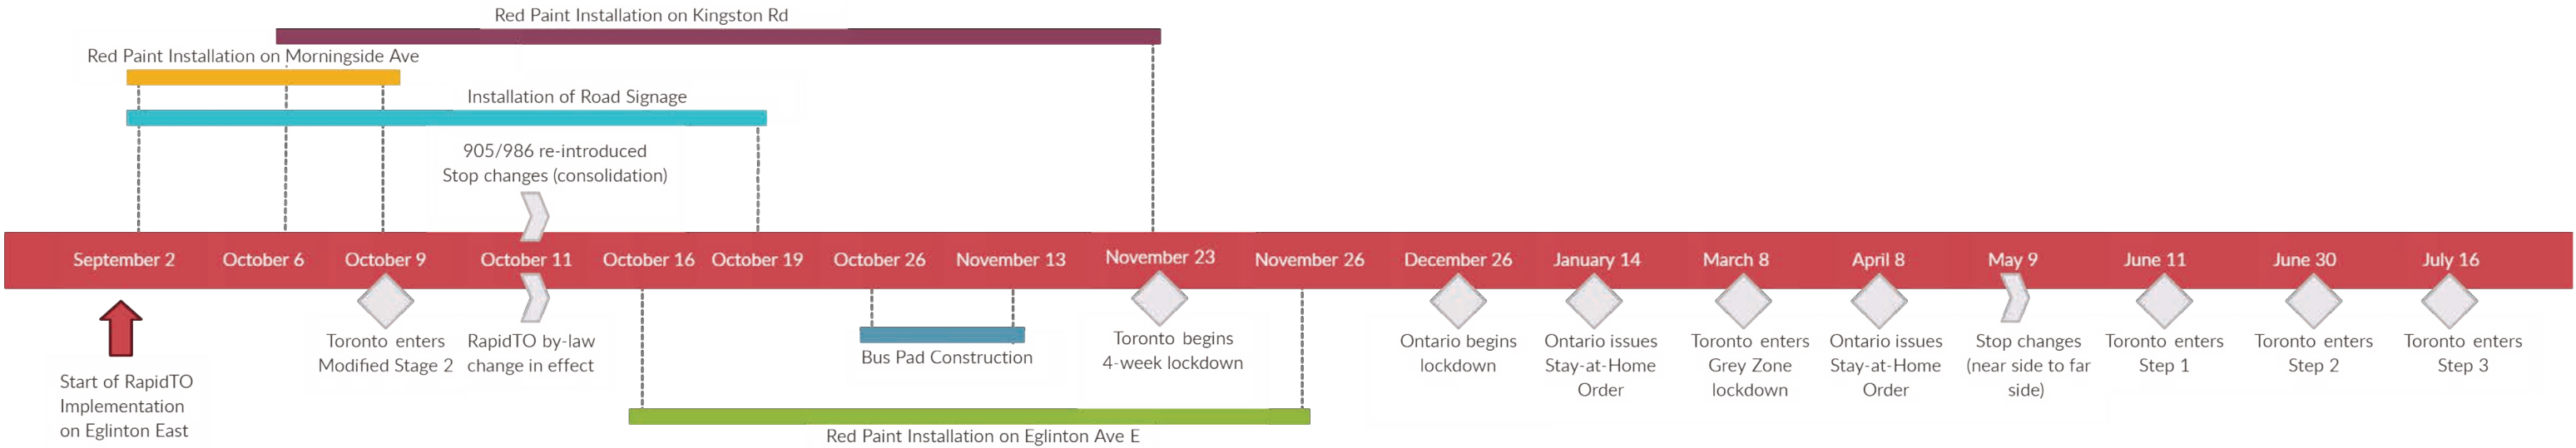 Red Paint Installation on Kingston Rd
Red Paint Installation on Morningside Ave
Installation of Road Signage
905/986 re-introduced
Stop changes (consolidation)
September 2
October 6
October 9
October 11
October 16
October 19
October 26
November 13
November 23
November 26
December 26
January 14
March 8
April 8
May 9
June 11
June 30
July 16
Start of RapidTO
Implementation
on Eglinton East
Toronto enters
Modified Stage 2
RapidTO by-law
change in effect
Bus Pad Construction
Toronto begins
4-week lockdown
Ontario begins
lockdown
Ontario issues
Stay-at-Home
Order
Toronto enters
Grey Zone
lockdown
Ontario issues
Stay-at-Home
Order
Stop changes
(near side to far
side)
Toronto enters
Step 1
Toronto enters
Step 2
Toronto enters
Step 3
Red Paint Installation on Eglinton Ave E